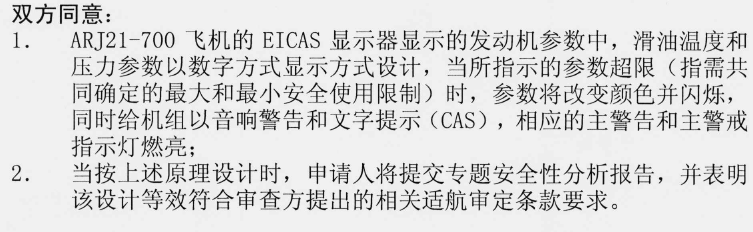 双方同意：
1. ARJ21-700 飞机的 EICAS 显示器显示的发动机参数中，滑油温度和
压力参数以数字方式显示方式设计，当所指示的参数超限（指需共
同确定的最大和最小安全使用限制）时，参数将改变颜色并闪烁，
同时给机组以音响警告和文字提示（CAS），相应的主警告和主警戒
指示灯燃亮；
2. 当按上述原理设计时，申请人将提交专题安全性分析报告，并表明
该设计等效符合审查方提出的相关适航审定条款要求。